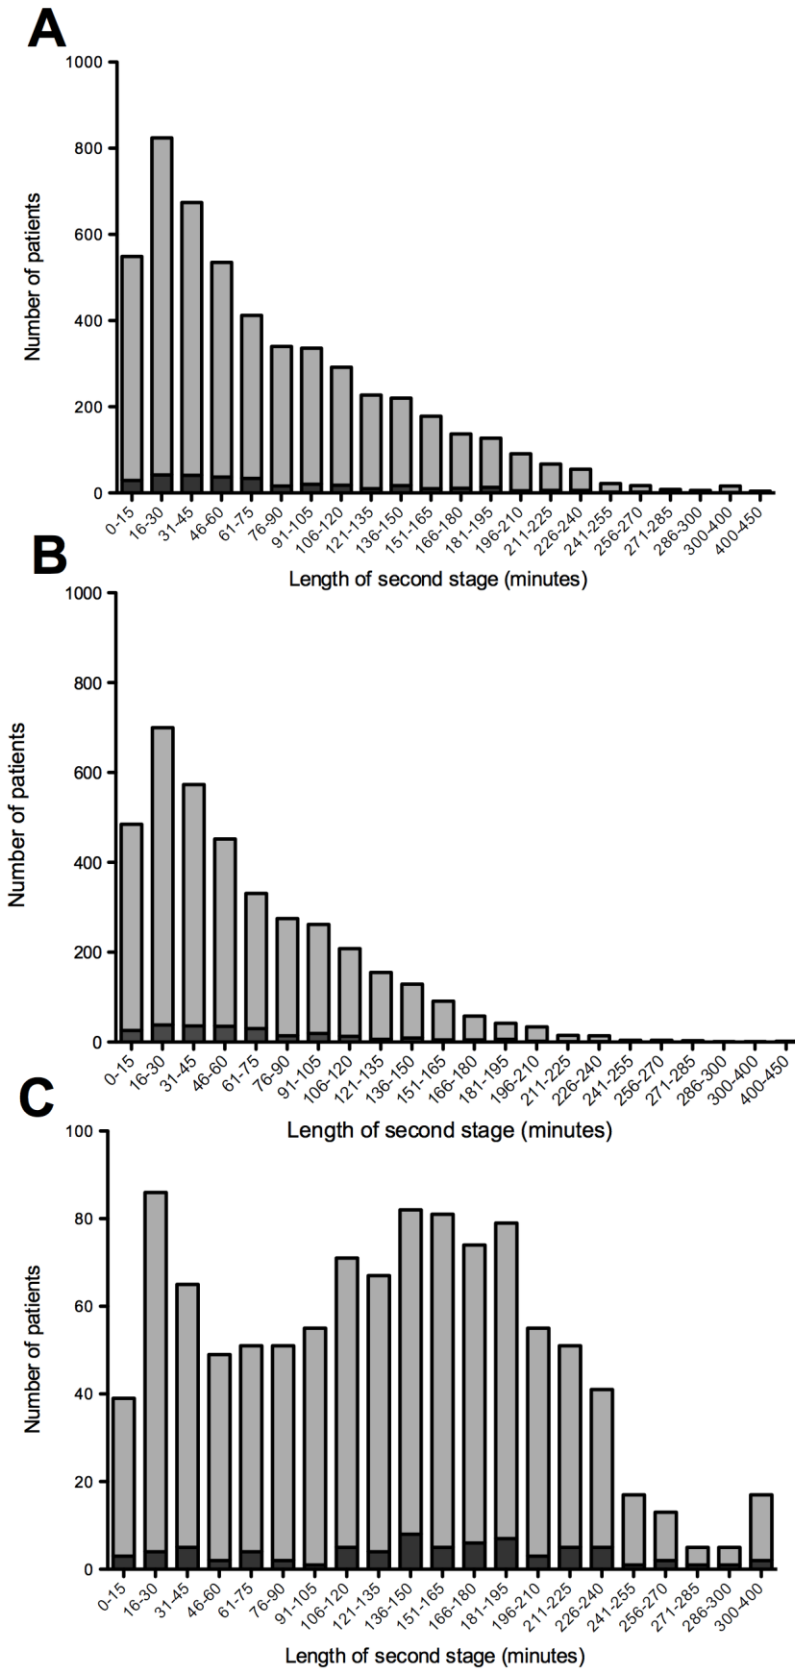 A
1000
800
600
400
200
0
Number of patients
0-15 16-30 31-45 46-60 61-75 76-90 91-105 106-120 121-135 136-150 151-165 166-180 181-195 196-210 211-225 226-240 241-255 256-270 271-285 286-300 300-400 400-450
Length of second stage (minutes)
B
1000
800
600
400
200
0
Number of patients
0-15 16-30 31-45 46-60 61-75 76-90 91-105 106-120 121-135 136-150 151-165 166-180 181-195 196-210 211-225 226-240 241-255 256-270 271-285 286-300 300-400 400-450
Length of second stage (minutes)
C
100
80
60
40
20
0
Number of patients
0-15 16-30 31-45 46-60 61-75 76-90 91-105 106-120 121-135 136-150 151-165 166-180 181-195 196-210 211-225 226-240 241-255 256-270 271-285 286-300 300-400
Length of second stage (minutes)